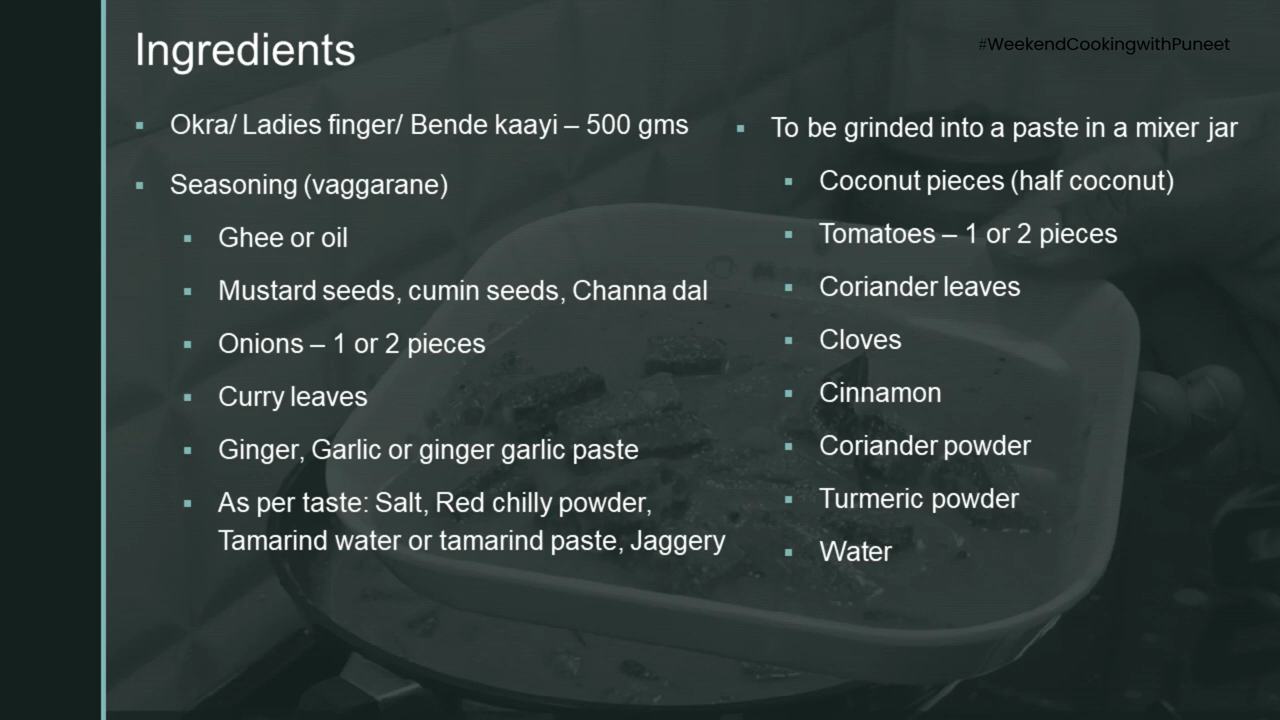 Ingredients
#WeekendCookingwithPuneet
Okra/ Ladies finger/ Bende kaayi – 500 gms
Seasoning (vaggarane)
Ghee or oil
Mustard seeds, cumin seeds, Channa dal
Onions – 1 or 2 pieces
Curry leaves
Ginger, Garlic or ginger garlic paste
As per taste: Salt, Red chilly powder,
Tamarind water or tamarind paste, Jaggery
To be grinded into a paste in a mixer jar
Coconut pieces (half coconut)
Tomatoes – 1 or 2 pieces
Coriander leaves
Cloves
Cinnamon
Coriander powder
Turmeric powder
Water